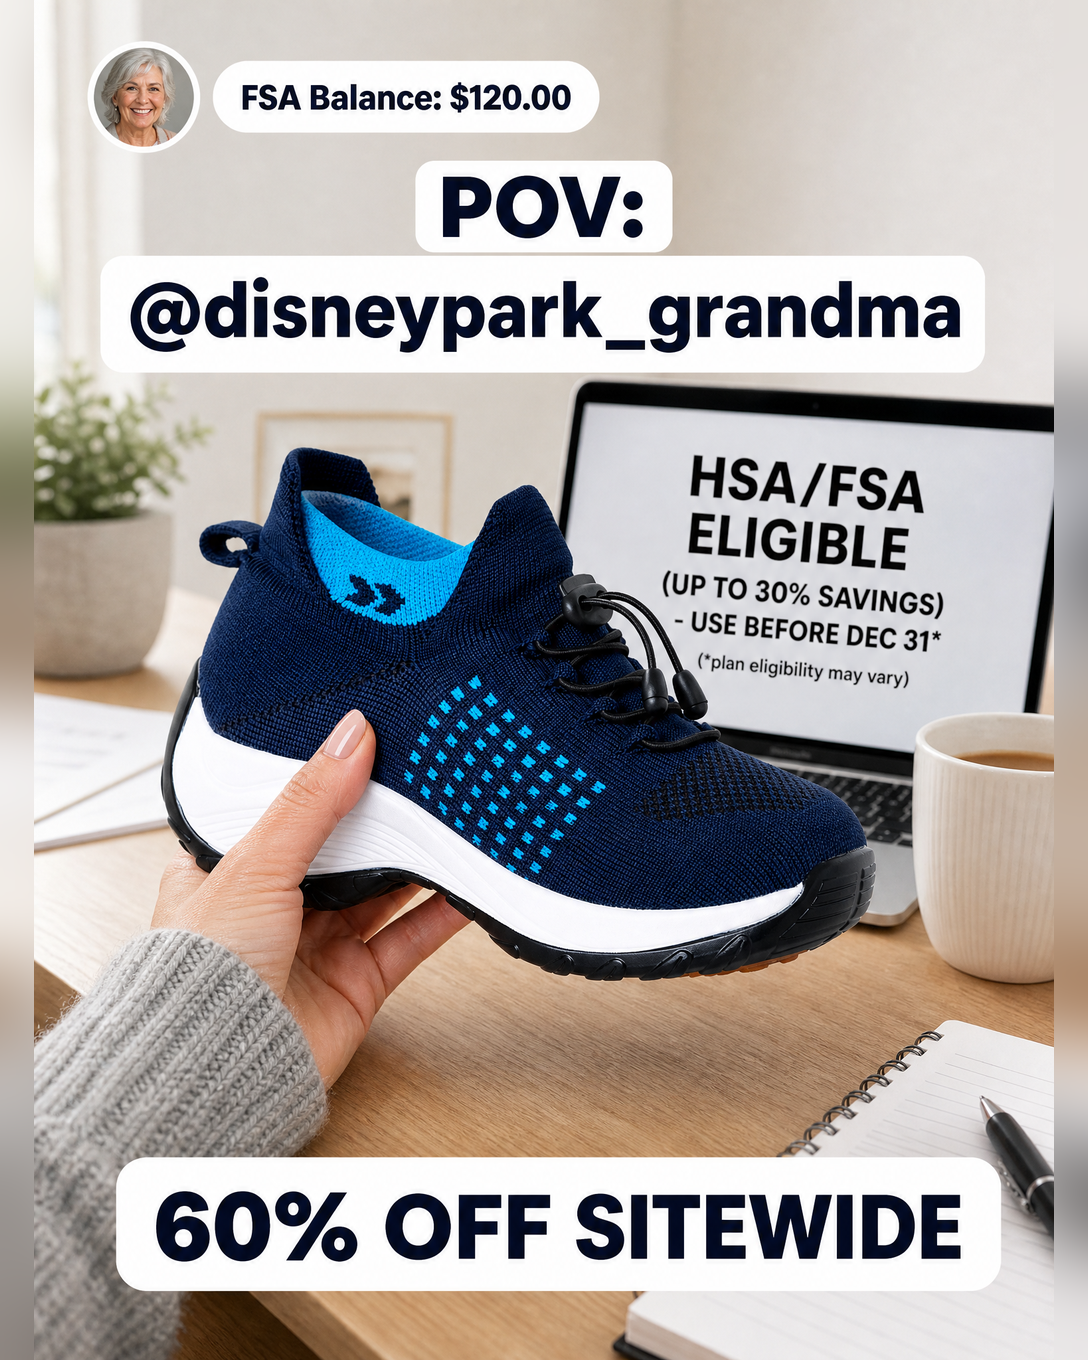 FSA Balance: $120.00
POV:
@disneypark_grandma
HSA/FSA
ELIGIBLE
(UP TO 30% SAVINGS)
- USE BEFORE DEC 31*
(*plan eligibility may vary)
60% OFF SITEWIDE